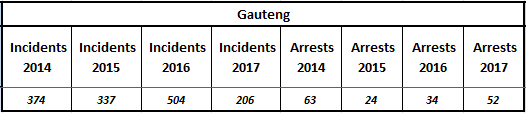 Gauteng
Incidents 2014 Incidents 2015 Incidents 2016 Incidents 2017 Arrests 2014 Arrests 2015 Arrests 2016 Arrests 2017
374 337 504 206 63 24 34 52